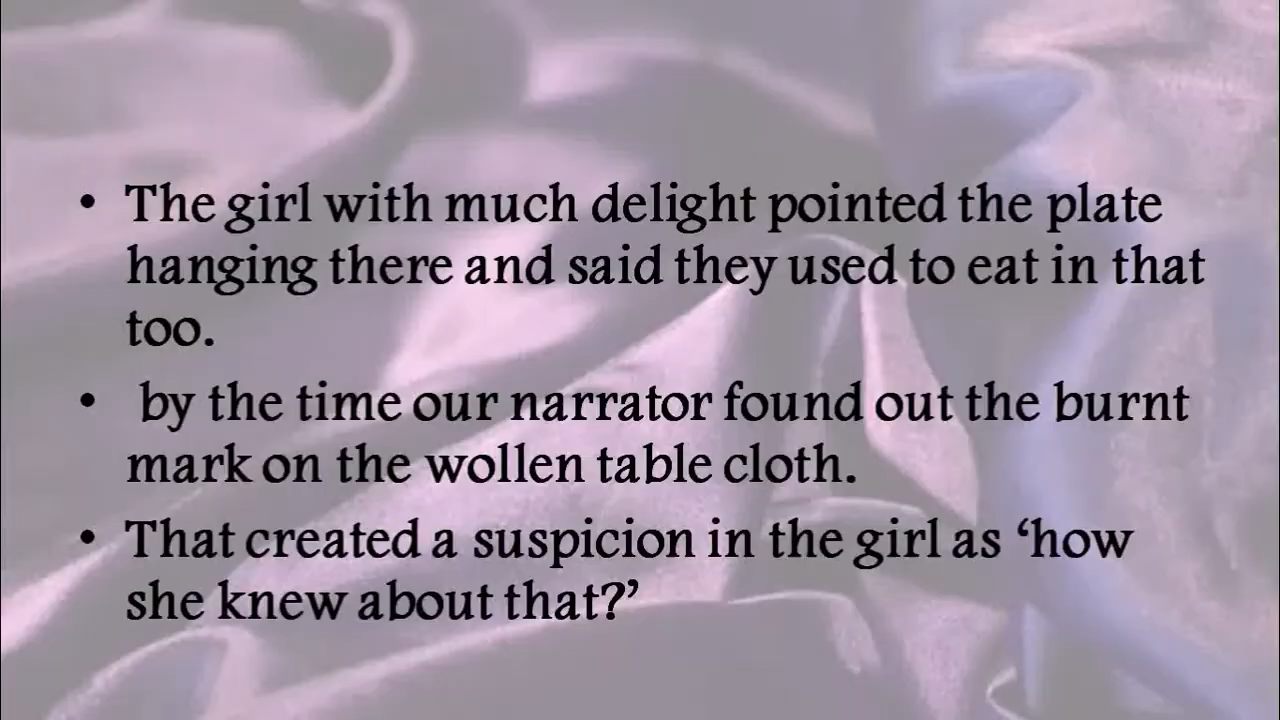 • The girl with much delight pointed the plate
hanging there and said they used to eat in that
too.
• by the time our narrator found out the burnt
mark on the wollen table cloth.
• That created a suspicion in the girl as ‘how
she knew about that?’